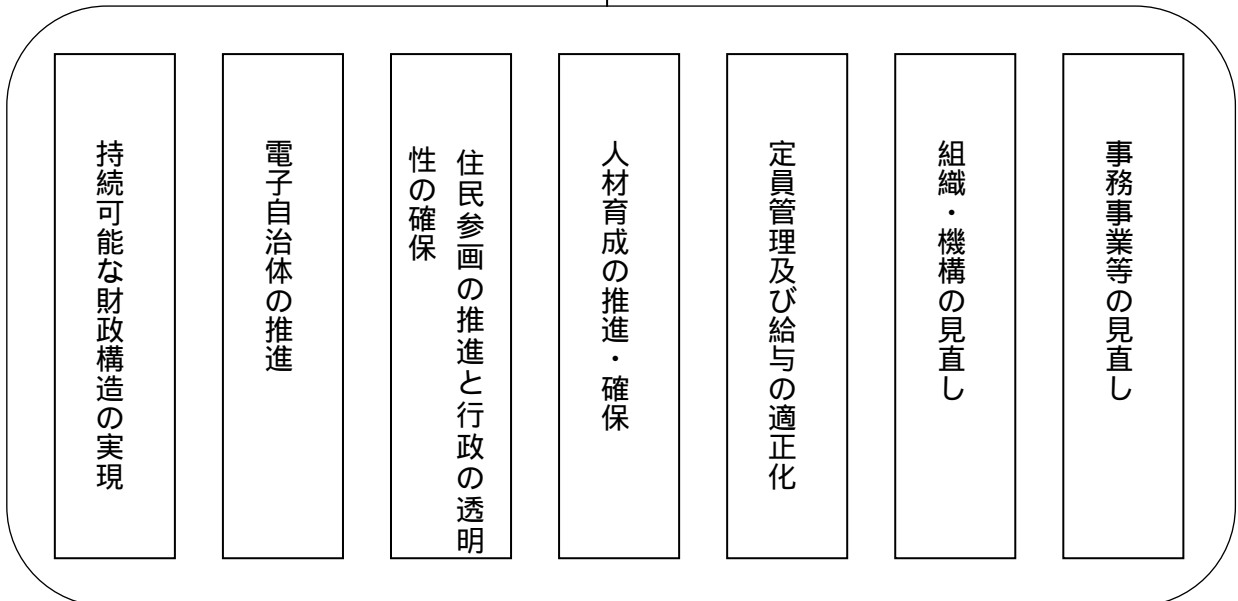 事務事業等の見直し
組織・機構の見直し
定員管理及び給与の適正化
人材育成の推進・確保
住民参画の推進と行政の透明
性の確保
電子自治体の推進
持続可能な財政構造の実現